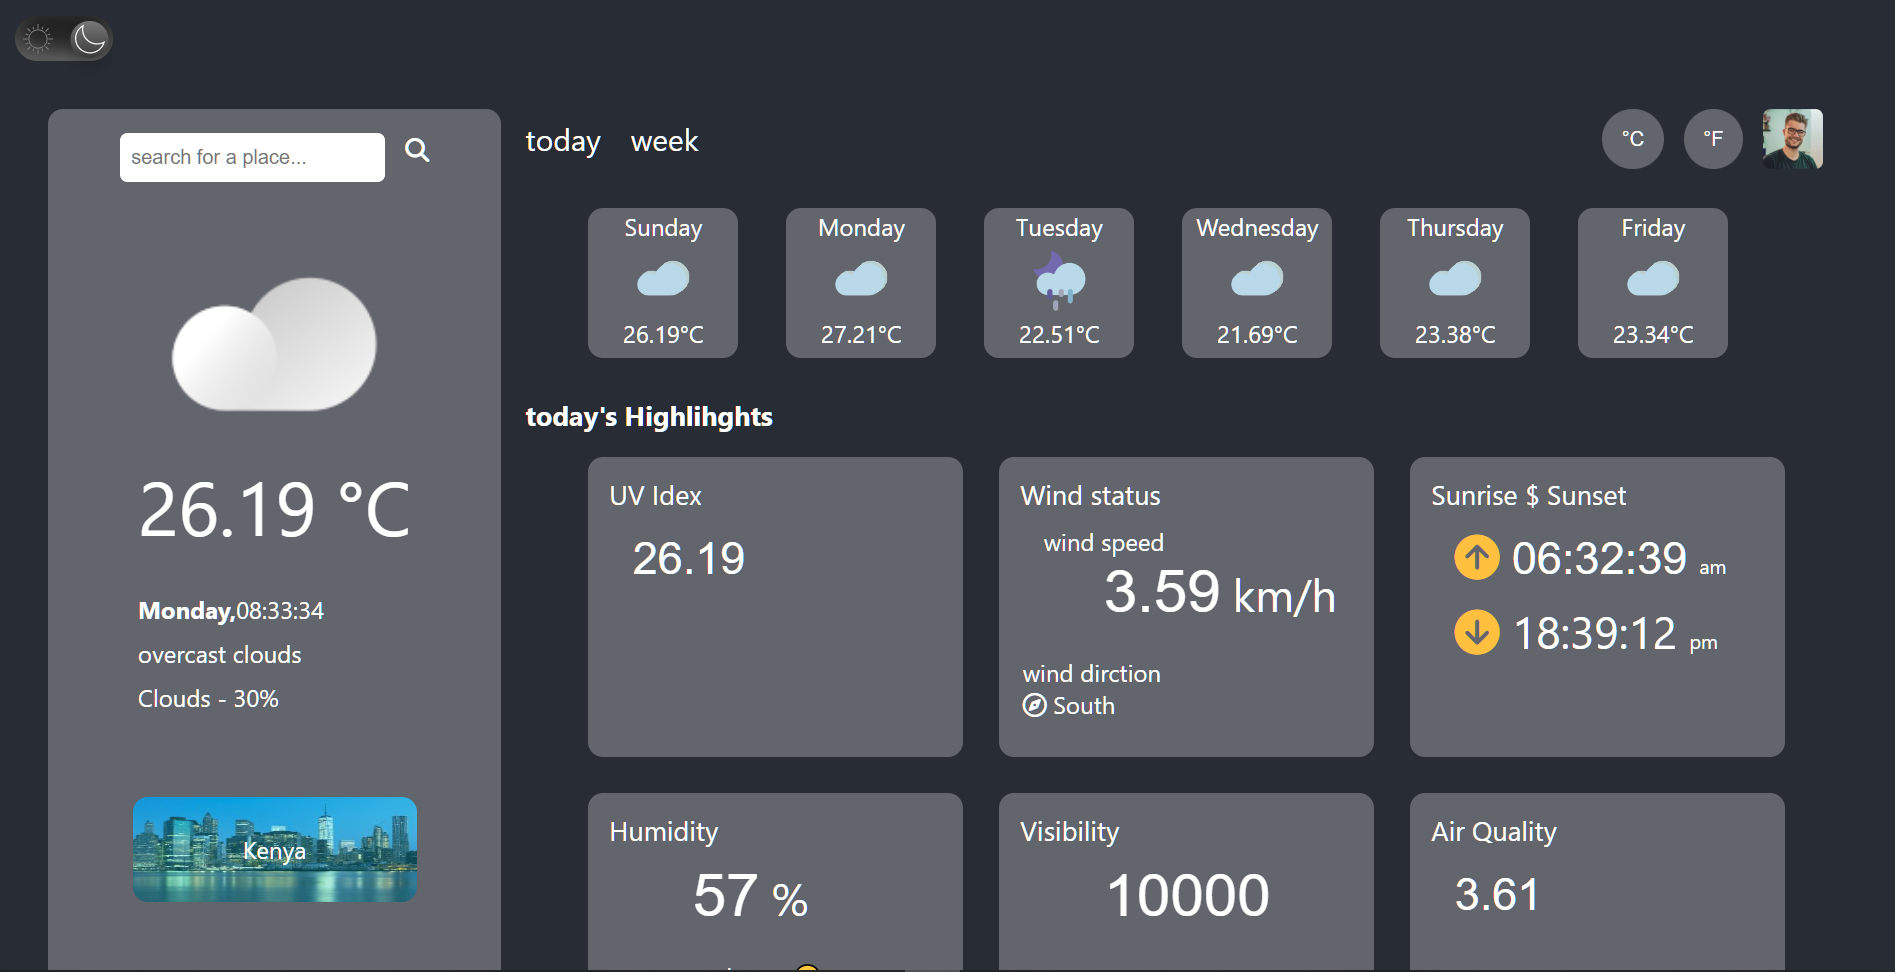 search for a place...
today week
°C °F
Sunday Monday Tuesday Wednesday Thursday Friday
26.19°C 27.21°C 22.51°C 21.69°C 23.38°C 23.34°C
26.19 °C
Monday,08:33:34
overcast clouds
Clouds - 30%
Kenya
today's Highlihghts
UV Idex
26.19
Wind status
wind speed
3.59 km/h
wind dirction
South
Sunrise $ Sunset
06:32:39 am
18:39:12 pm
Humidity
57 %
Visibility
10000
Air Quality
3.61